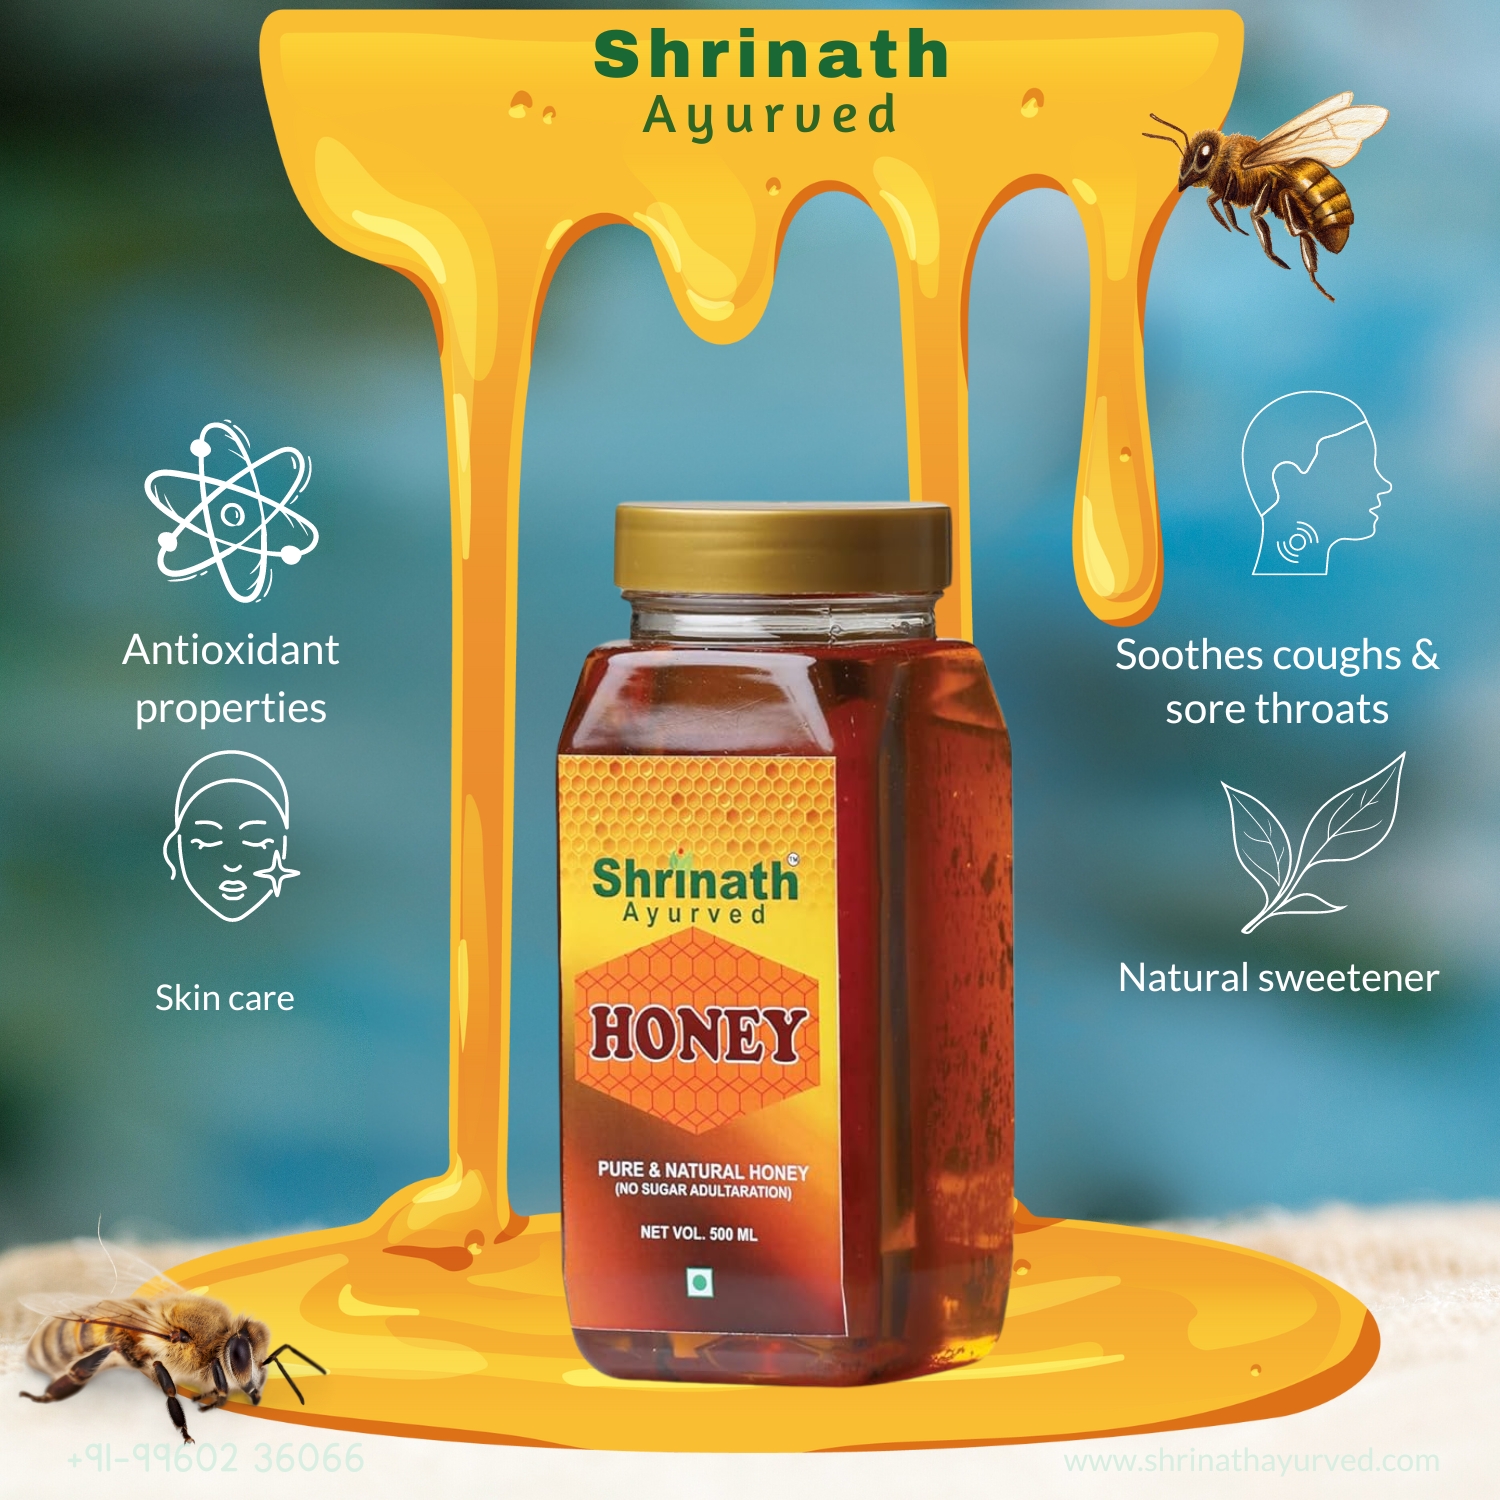 Shrinath
Ayurved
Antioxidant
properties
Skin care
Soothes coughs &
sore throats
Natural sweetener
Shrinath TM
Ayurved
HONEY
PURE & NATURAL HONEY
(NO SUGAR ADULTARATION)
NET VOL. 500 ML
+91-99602 36066
www.shrinathayurved.com